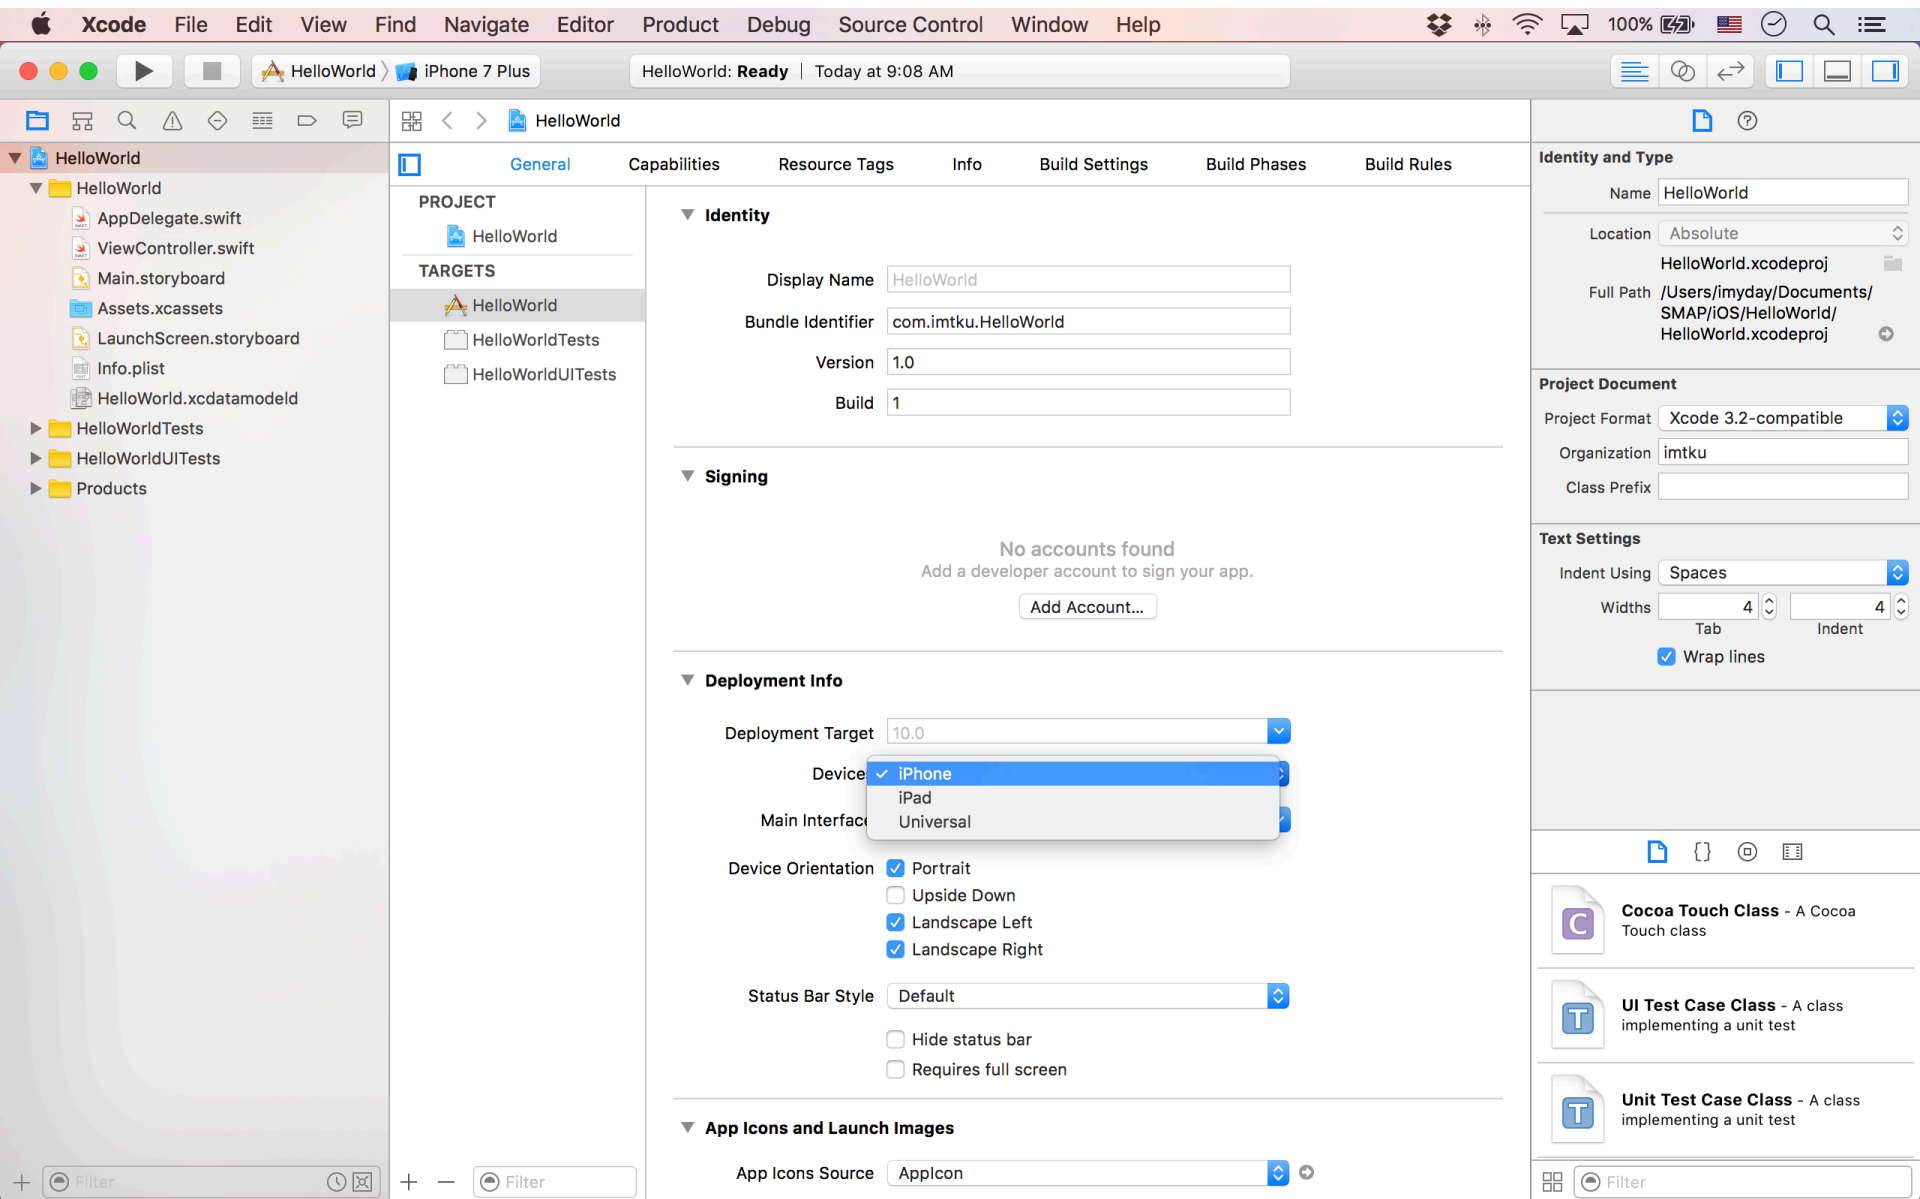 Xcode File Edit View Find Navigate Editor Product Debug Source Control Window Help 100%
HelloWorld iPhone 7 Plus
HelloWorld: Ready | Today at 9:08 AM
HelloWorld
HelloWorld
AppDelegate.swift
ViewController.swift
Main.storyboard
Assets.xcassets
LaunchScreen.storyboard
Info.plist
HelloWorld.xcdatamodeld
HelloWorldTests
HelloWorldUITests
Products
Filter
HelloWorld
General Capabilities Resource Tags Info Build Settings Build Phases Build Rules
PROJECT
HelloWorld
TARGETS
HelloWorld
HelloWorldTests
HelloWorldUITests
Filter
Identity
Display Name HelloWorld
Bundle Identifier com.imtku.HelloWorld
Version 1.0
Build 1
Signing
No accounts found
Add a developer account to sign your app.
Add Account...
Deployment Info
Deployment Target 10.0
Device
iPhone
iPad
Universal
Main Interface
Device Orientation Portrait
Upside Down
Landscape Left
Landscape Right
Status Bar Style Default
Hide status bar
Requires full screen
App Icons and Launch Images
App Icons Source AppIcon
Identity and Type
Name HelloWorld
Location Absolute
HelloWorld.xcodeproj
Full Path /Users/imyday/Documents/
SMAP/iOS/HelloWorld/
HelloWorld.xcodeproj
Project Document
Project Format Xcode 3.2-compatible
Organization imtku
Class Prefix
Text Settings
Indent Using Spaces
Widths 4 4
Tab Indent
Wrap lines
{}
C
Cocoa Touch Class - A Cocoa
Touch class
T
UI Test Case Class - A class
implementing a unit test
T
Unit Test Case Class - A class
implementing a unit test
Filter